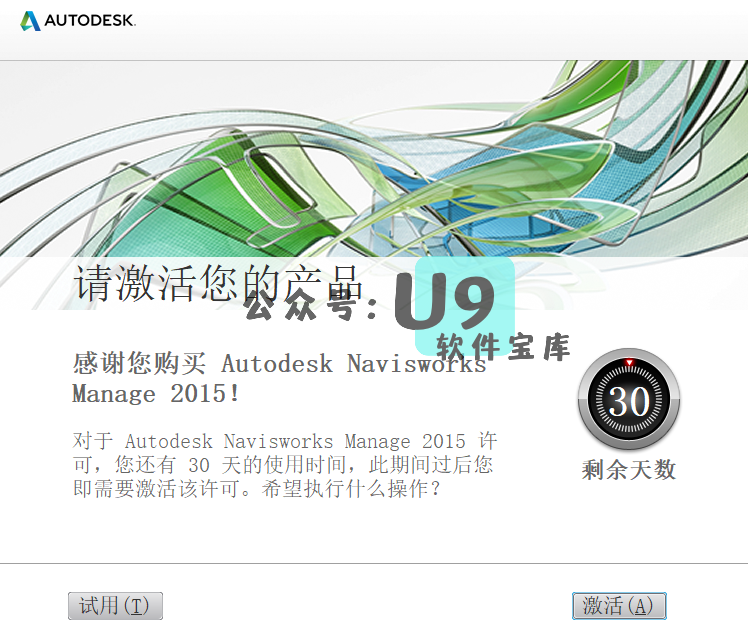 AUTODESK.
请激活您的产品
公众号:U9
软件宝库
感谢您购买 Autodesk Navisworks
Manage 2015!
30
剩余天数
对于 Autodesk Navisworks Manage 2015 许
可，您还有 30 天的使用时间，此期间过后您
即需要激活该许可。希望执行什么操作？
试用(T)
激活(A)